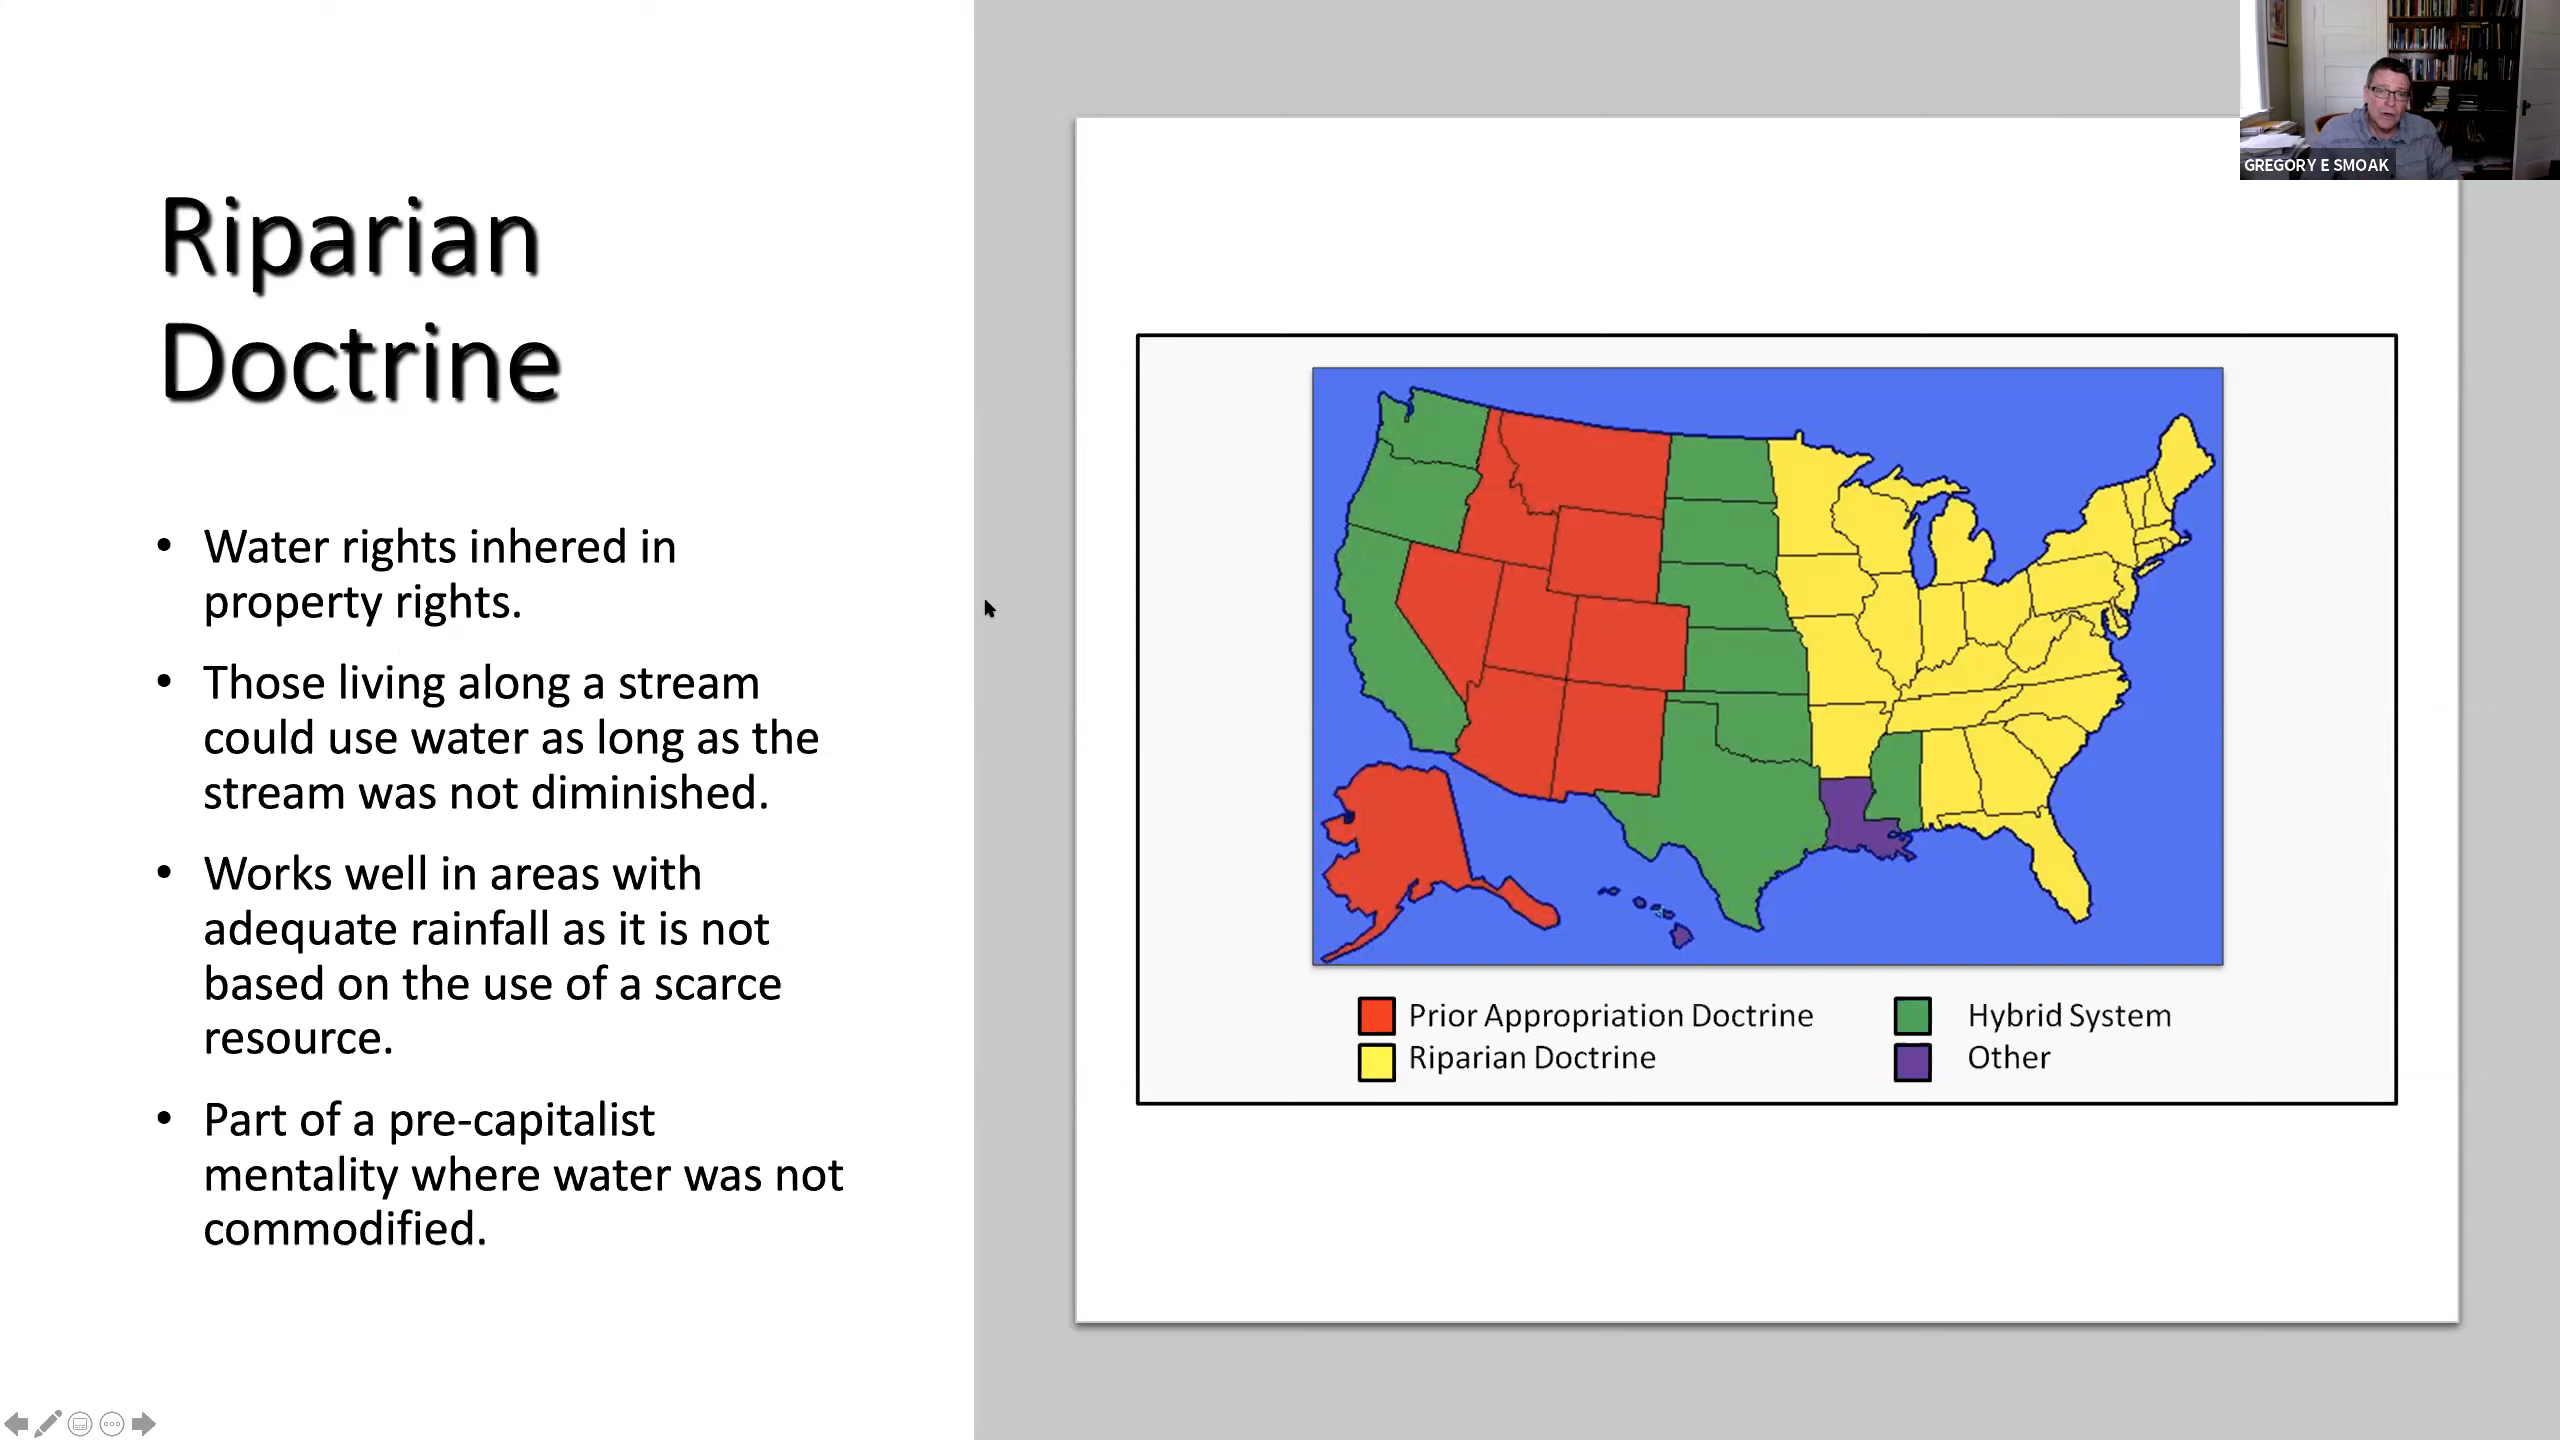 Riparian
Doctrine
• Water rights inhered in
property rights.
• Those living along a stream
could use water as long as the
stream was not diminished.
• Works well in areas with
adequate rainfall as it is not
based on the use of a scarce
resource.
• Part of a pre-capitalist
mentality where water was not
commodified.
GREGORY E SMOAK
Prior Appropriation Doctrine
Riparian Doctrine
Hybrid System
Other